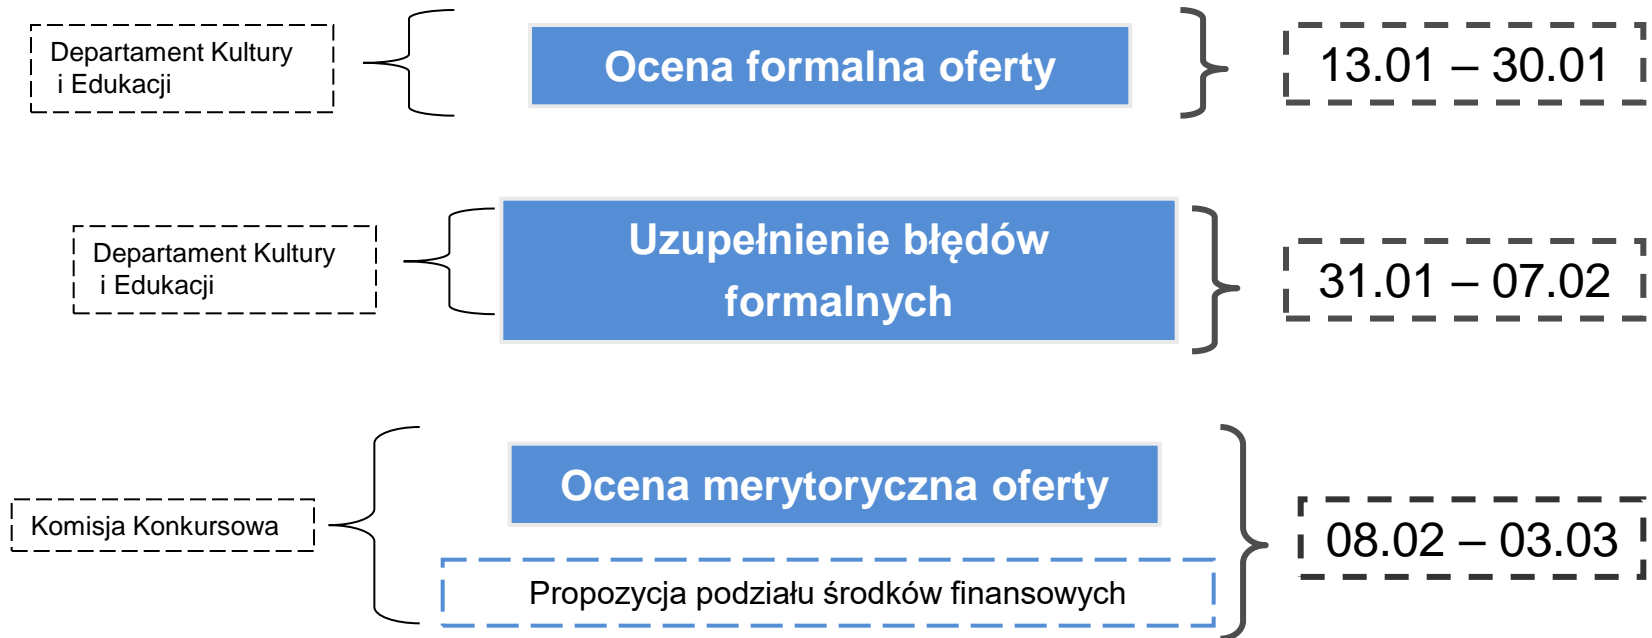 Departament Kultury
i Edukacji
Ocena formalna oferty
13.01 – 30.01
Departament Kultury
i Edukacji
Uzupełnienie błędów
formalnych
31.01 – 07.02
Komisja Konkursowa
Ocena merytoryczna oferty
Propozycja podziału środków finansowych
08.02 – 03.03